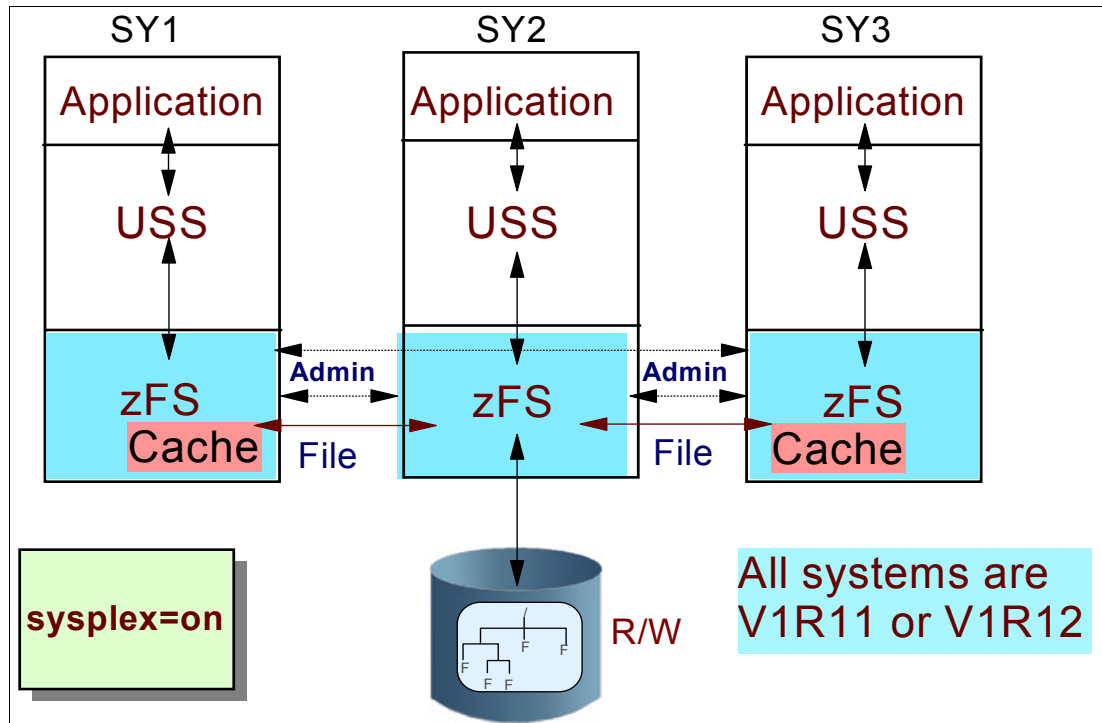 SY1
SY2
SY3
Application
Application
Application
USS
USS
USS
Admin
Admin
zFS
zFS
zFS
Cache
File
File
Cache
sysplex=on
/
F
F
F
F
F
R/W
All systems are
V1R11 or V1R12